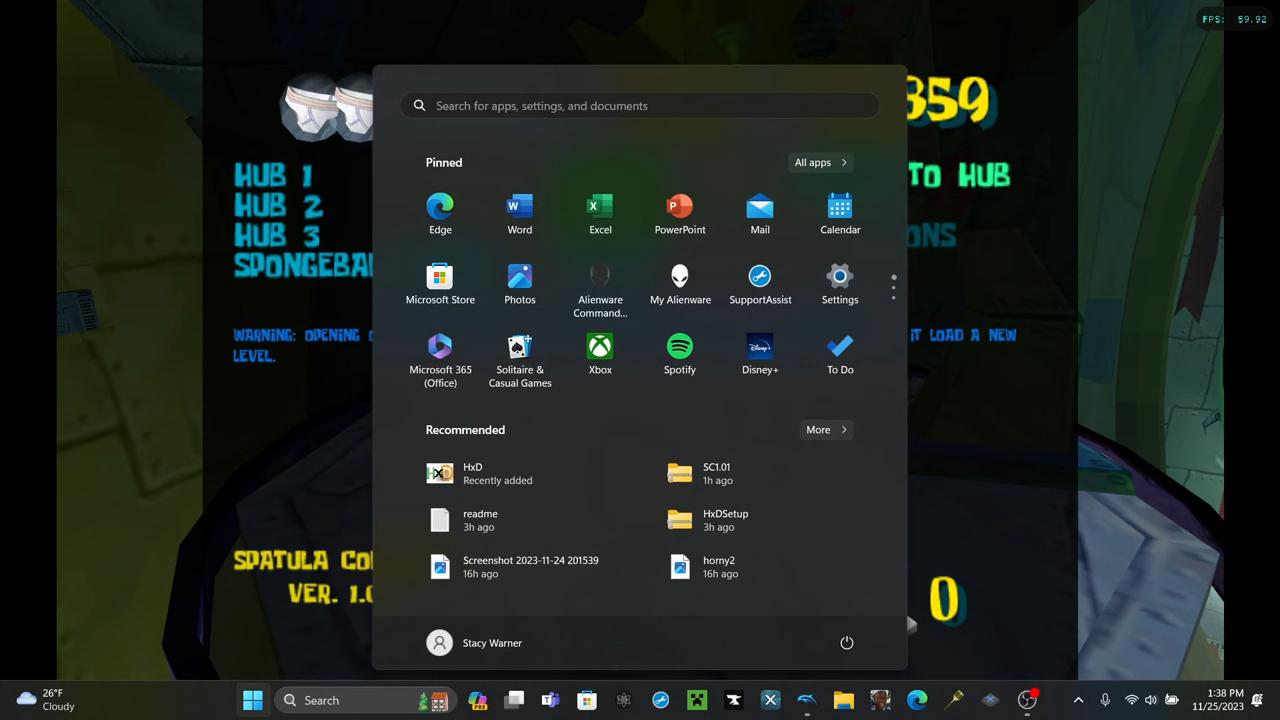 FPS: 59.92
359
HUB 1
HUB 2
HUB 3
TO HUB
WARNING: OPENING
IT LOAD A NEW
LEVEL.
VER. 1.0
0
Search for apps, settings, and documents
Pinned
All apps
Edge
Word
Excel
PowerPoint
Mail
Calendar
Microsoft Store
Photos
Alienware
Command...
My Alienware
SupportAssist
Settings
Microsoft 365
(Office)
Solitaire &
Casual Games
Xbox
Spotify
Disney+
To Do
Recommended
More
HxD
Recently added
SC1.01
1h ago
readme
3h ago
HxDSetup
3h ago
Screenshot 2023-11-24 201539
16h ago
horny2
16h ago
SPATULA
Stacy Warner
26°F
Cloudy
Search
PRE
1:38 PM
11/25/2023